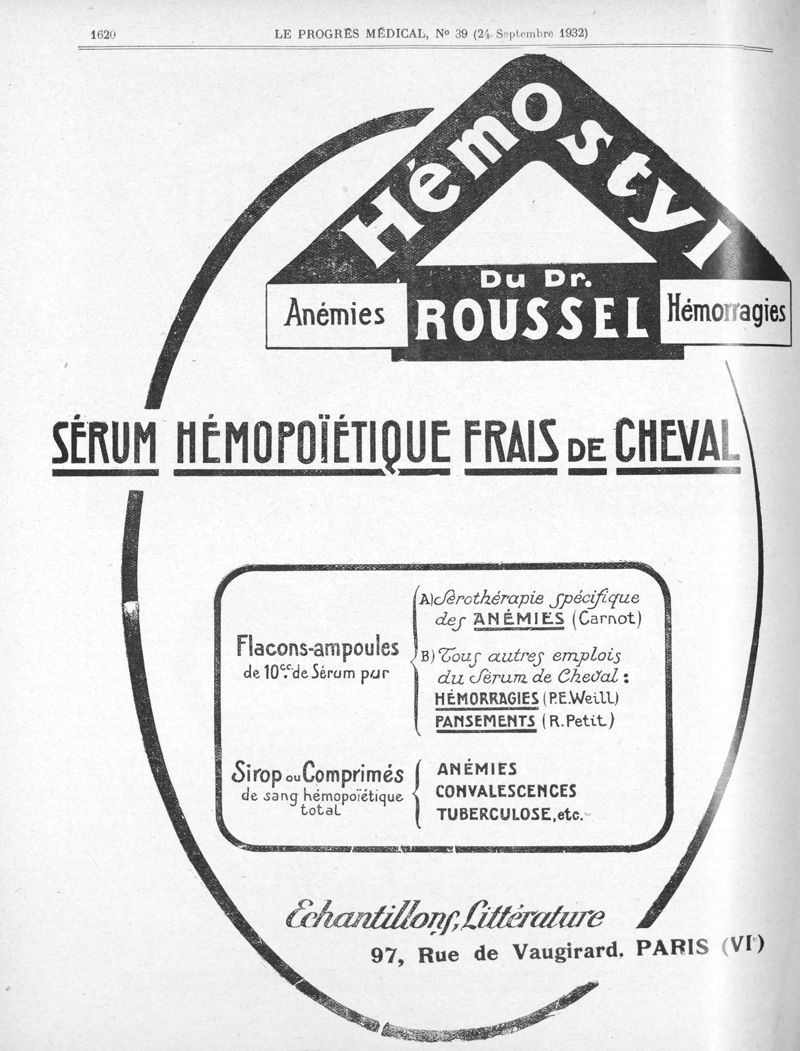 1620
LE PROGRÈS MÉDICAL, Nº 39 (24 Septembre 1932)
Hémostyl
Du Dr.
ROUSSEL
Anémies
Hémorragies
SÉRUM HÉMOPOÏÉTIQUE FRAIS DE CHEVAL
Flacons-ampoules
de 10c.c. de Sérum pur
A) Sérothérapie spécifique
des ANÉMIES (Carnot)
B) Tous autres emplois
du Sérum de Cheval :
HÉMORRAGIES (P.E.Weill)
PANSEMENTS (R.Petit)
Sirop ou Comprimés
de sang hémopoïétique
total
ANÉMIES
CONVALESCENCES
TUBERCULOSE, etc.
Echantillons, Littérature
97, Rue de Vaugirard. PARIS (VIe)